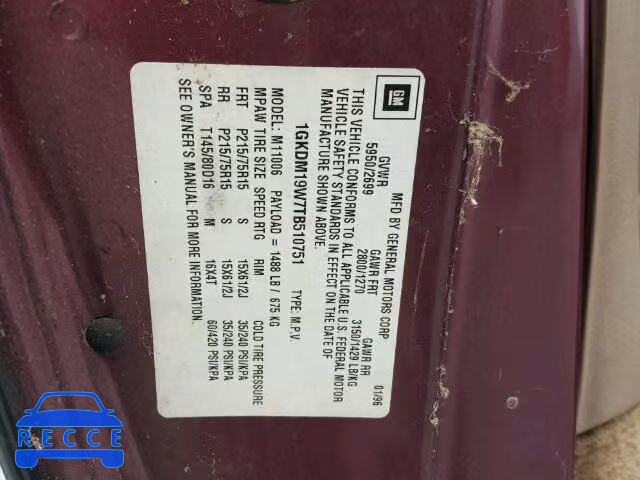 GM
MFD BY GENERAL MOTORS CORP 01/96
GVWR GAWR FRT GAWR RR
5950/2699 2800/1270 3150/1429 LB/KG
THIS VEHICLE CONFORMS TO ALL APPLICABLE U.S. FEDERAL MOTOR
VEHICLE SAFETY STANDARDS IN EFFECT ON THE DATE OF
MANUFACTURE SHOWN ABOVE.
1GKDM19W7TB510751 TYPE: M.P.V.
MODEL: M11006 PAYLOAD = 1488 LB / 675 KG
MPAW TIRE SIZE SPEED RTG RIM COLD TIRE PRESSURE
FRT P215/75R15 S 15X61/2J 35/240 PSI/KPA
RR P215/75R15 S 15X61/2J 35/240 PSI/KPA
SPA T145/80D16 M 16X4T 60/420 PSI/KPA
SEE OWNER'S MANUAL FOR MORE INFORMATION.
RECCE